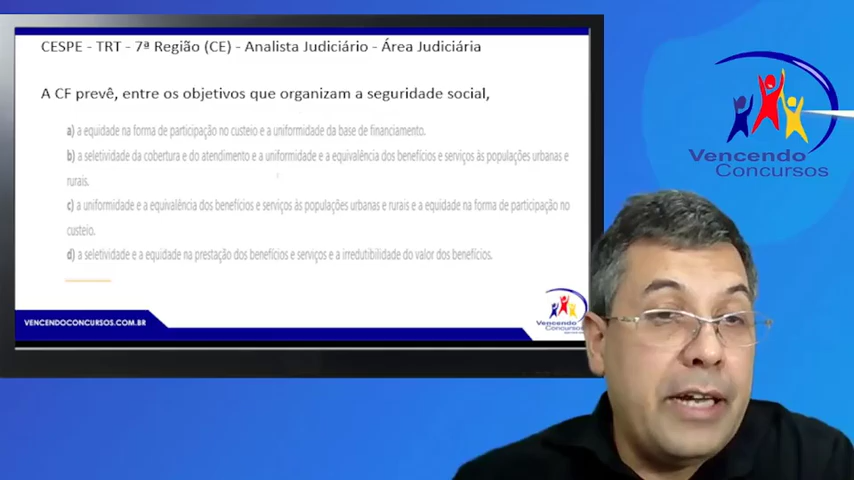 CESPE - TRT - 7ª Região (CE) - Analista Judiciário - Área Judiciária
A CF prevê, entre os objetivos que organizam a seguridade social,
a) a equidade na forma de participação no custeio e a uniformidade da base de financiamento.
b) a seletividade da cobertura e do atendimento e a uniformidade e a equivalência dos benefícios e serviços às populações urbanas e
rurais.
c) a uniformidade e a equivalência dos benefícios e serviços às populações urbanas e rurais e a equidade na forma de participação no
custeio.
d) a seletividade e a equidade na prestação dos benefícios e serviços e a irredutibilidade do valor dos benefícios.
VENCENDOCONCURSOS.COM.BR
Vencendo
Concursos
Vencendo
Concursos